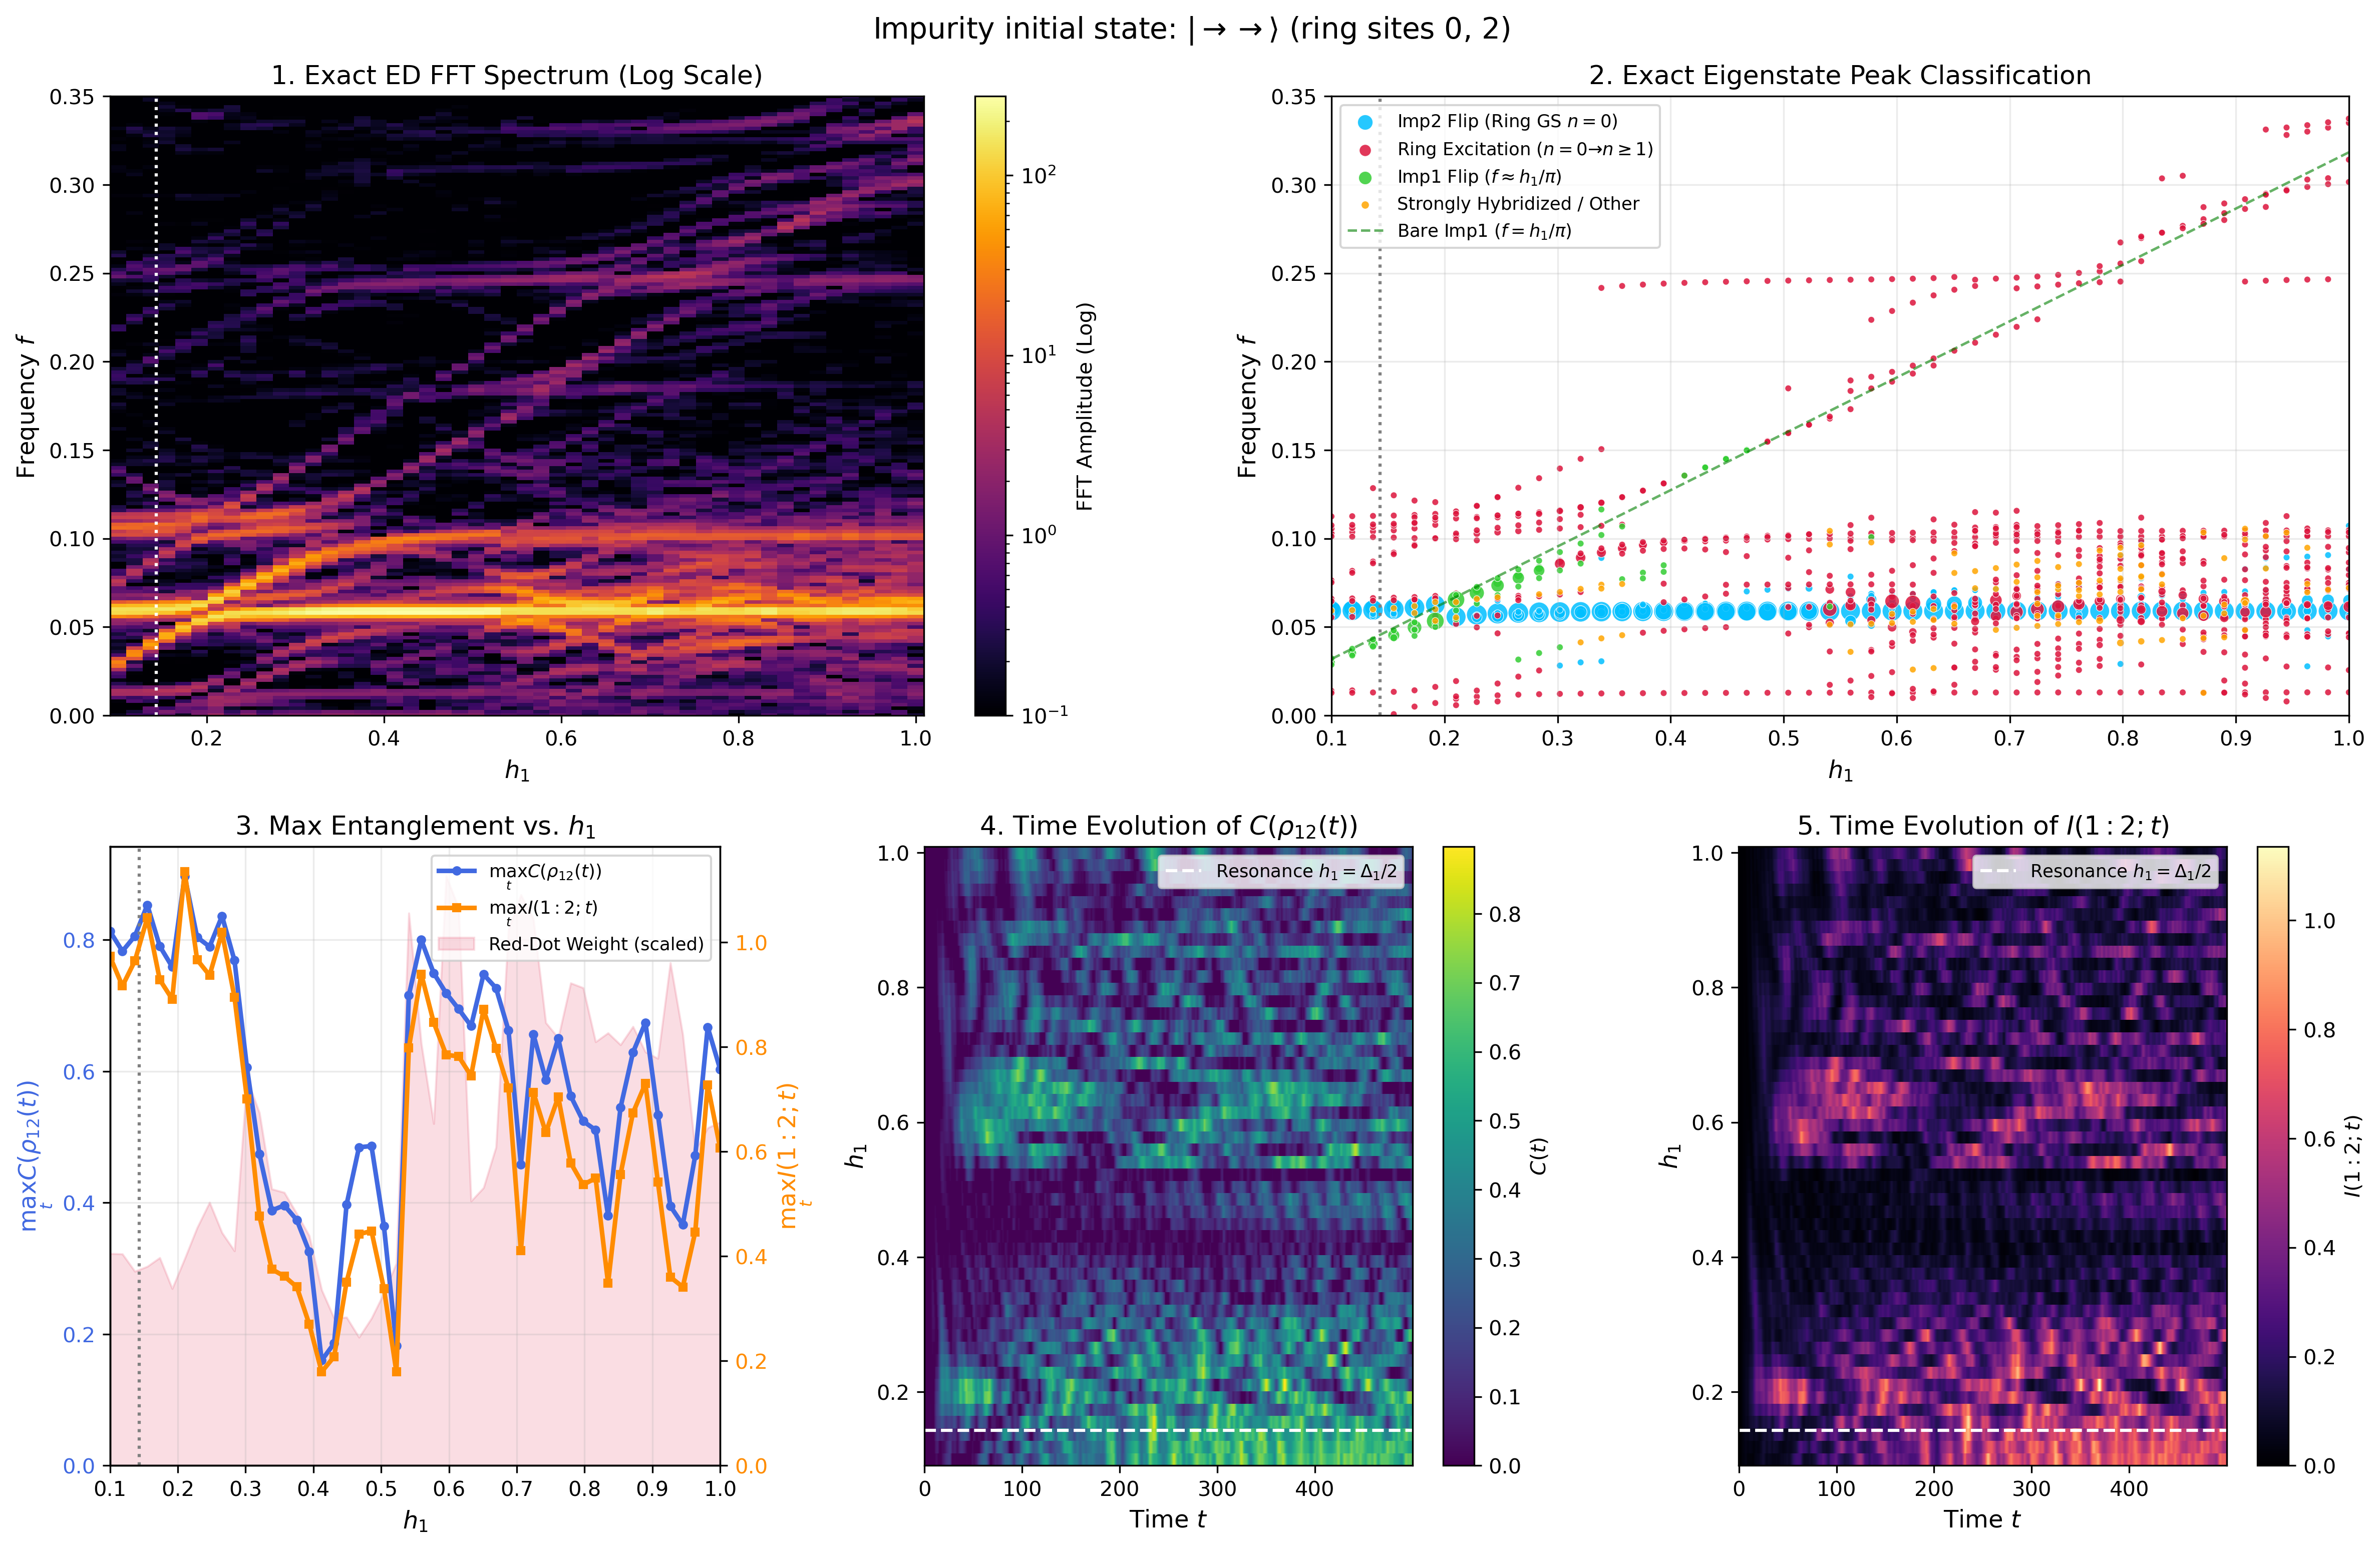 Impurity initial state: |→→⟩ (ring sites 0, 2)
1. Exact ED FFT Spectrum (Log Scale)
0.35
0.30
0.25
0.20
0.15
0.10
0.05
0.00
Frequency f
0.2
0.4
0.6
0.8
1.0
h₁
10²
10¹
10⁰
10⁻¹
FFT Amplitude (Log)
2. Exact Eigenstate Peak Classification
Imp2 Flip (Ring GS n = 0)
Ring Excitation (n = 0→n ≥ 1)
Imp1 Flip (f ≈ h₁/π)
Strongly Hybridized / Other
Bare Imp1 (f = h₁/π)
0.35
0.30
0.25
0.20
0.15
0.10
0.05
0.00
Frequency f
0.1
0.2
0.3
0.4
0.5
0.6
0.7
0.8
0.9
1.0
h₁
3. Max Entanglement vs. h₁
max C(ρ₁₂(t))
t
max I(1 : 2; t)
t
Red-Dot Weight (scaled)
0.8
0.6
0.4
0.2
0.0
max C(ρ₁₂(t))
t
1.0
0.8
0.6
0.4
0.2
0.0
max I(1 : 2; t)
t
0.1
0.2
0.3
0.4
0.5
0.6
0.7
0.8
0.9
1.0
h₁
4. Time Evolution of C(ρ₁₂(t))
Resonance h₁ = Δ₁/2
1.0
0.8
0.6
0.4
0.2
h₁
0
100
200
300
400
Time t
0.8
0.7
0.6
0.5
0.4
0.3
0.2
0.1
0.0
C(t)
5. Time Evolution of I(1 : 2; t)
Resonance h₁ = Δ₁/2
1.0
0.8
0.6
0.4
0.2
h₁
0
100
200
300
400
Time t
1.0
0.8
0.6
0.4
0.2
0.0
I(1 : 2; t)